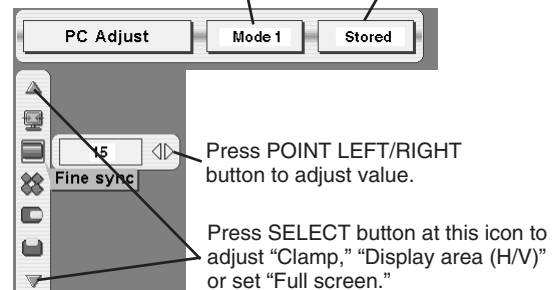 PC Adjust Mode 1 Stored
15
Fine sync
Press POINT LEFT/RIGHT
button to adjust value.
Press SELECT button at this icon to
adjust “Clamp,” “Display area (H/V)”
or set “Full screen.”